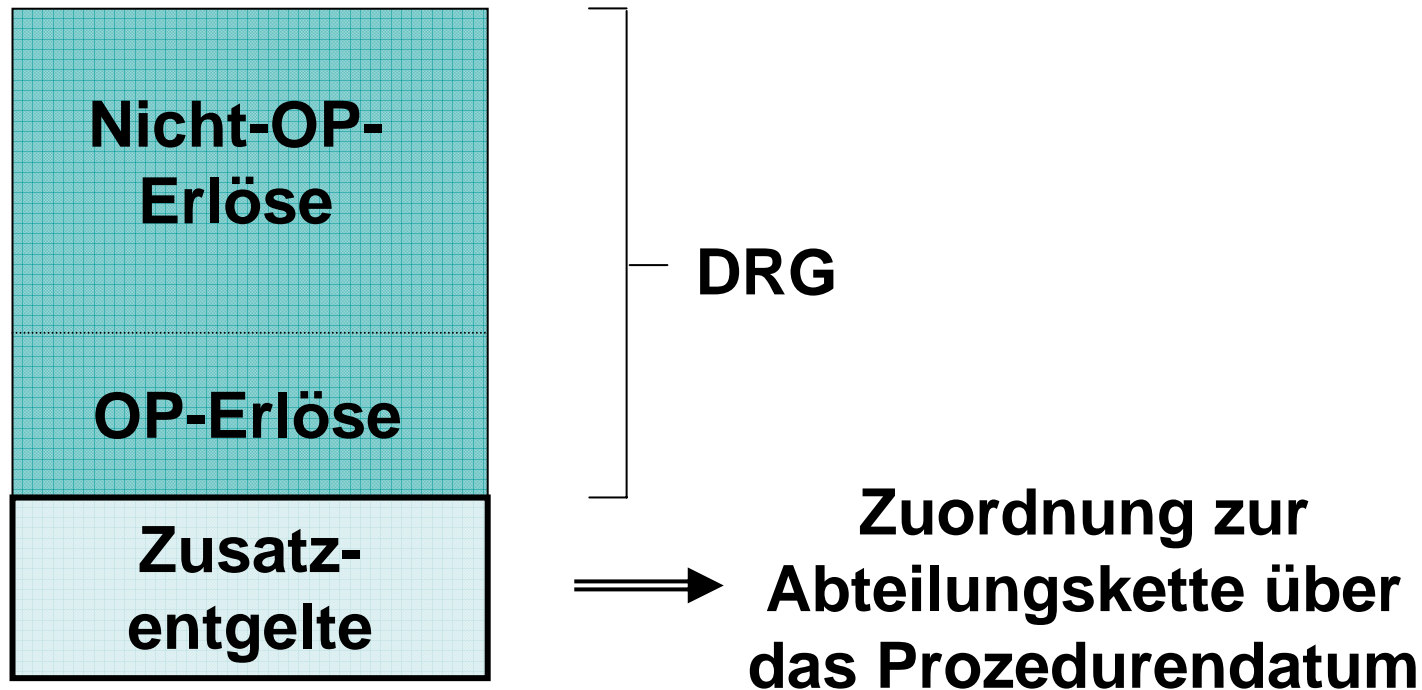 Nicht-OP-
Erlöse
DRG
OP-Erlöse
Zusatz-
entgelte
Zuordnung zur
Abteilungskette über
das Prozedurendatum